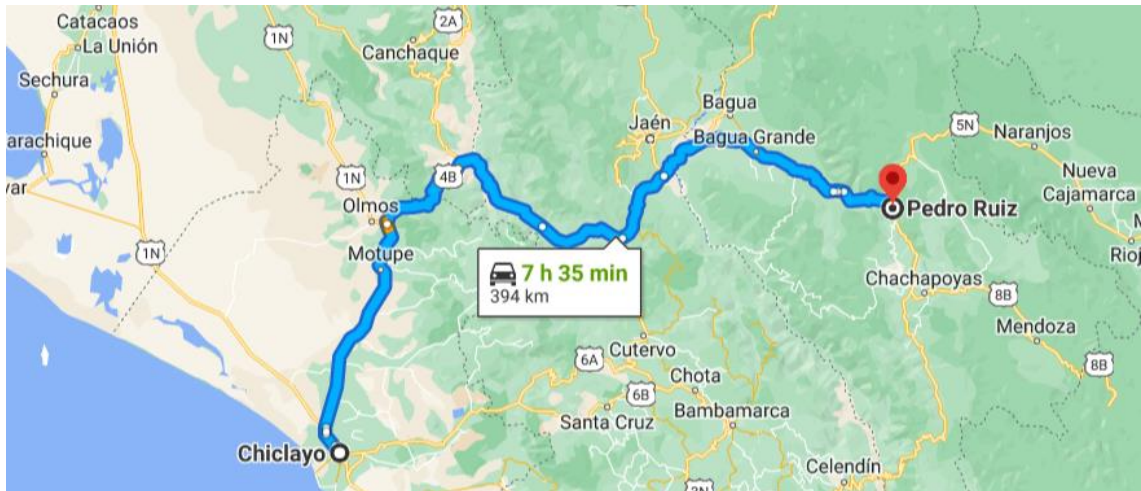 Catacaos
La Unión
2A
1N
Canchaque
Sechura
Bagua
Jaén
5N
Naranjos
arachique
Bagua Grande
Nueva
Cajamarca
1N
4B
var
Olmos
Pedro Ruiz
M
Rioj
1N
Motupe
7 h 35 min
394 km
Chachapoyas
8B
Mendoza
Cutervo
6A
8B
Chota
6B
Santa Cruz
Bambamarca
Chiclayo
Celendín
3N